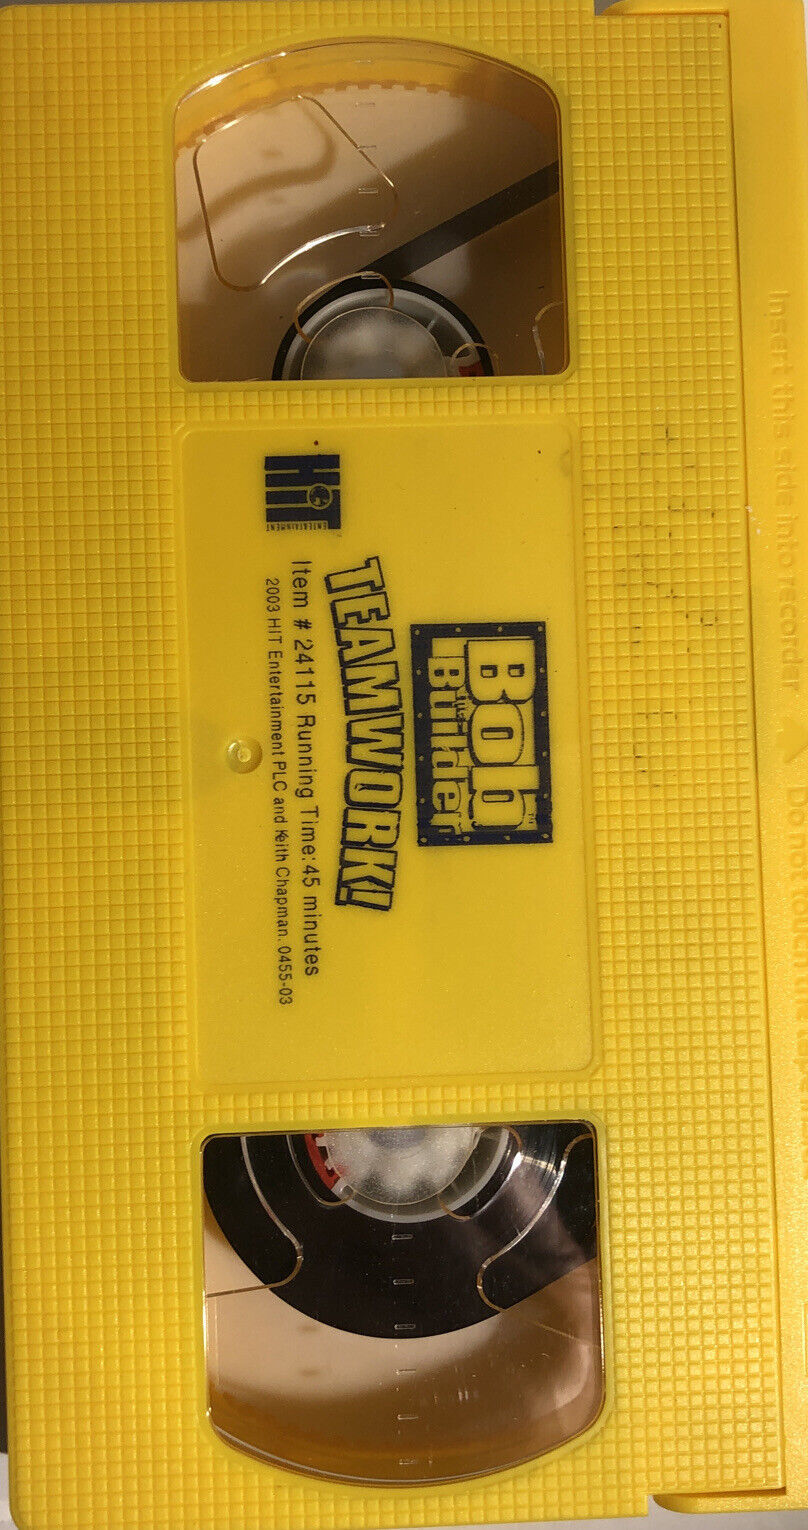 Insert this side into recorder
Bob
the
Builder
TEAMWORK!
HiT
ENTERTAINMENT
Item # 24115 Running Time: 45 minutes
2003 HIT Entertainment PLC and Keith Chapman. 0455-03